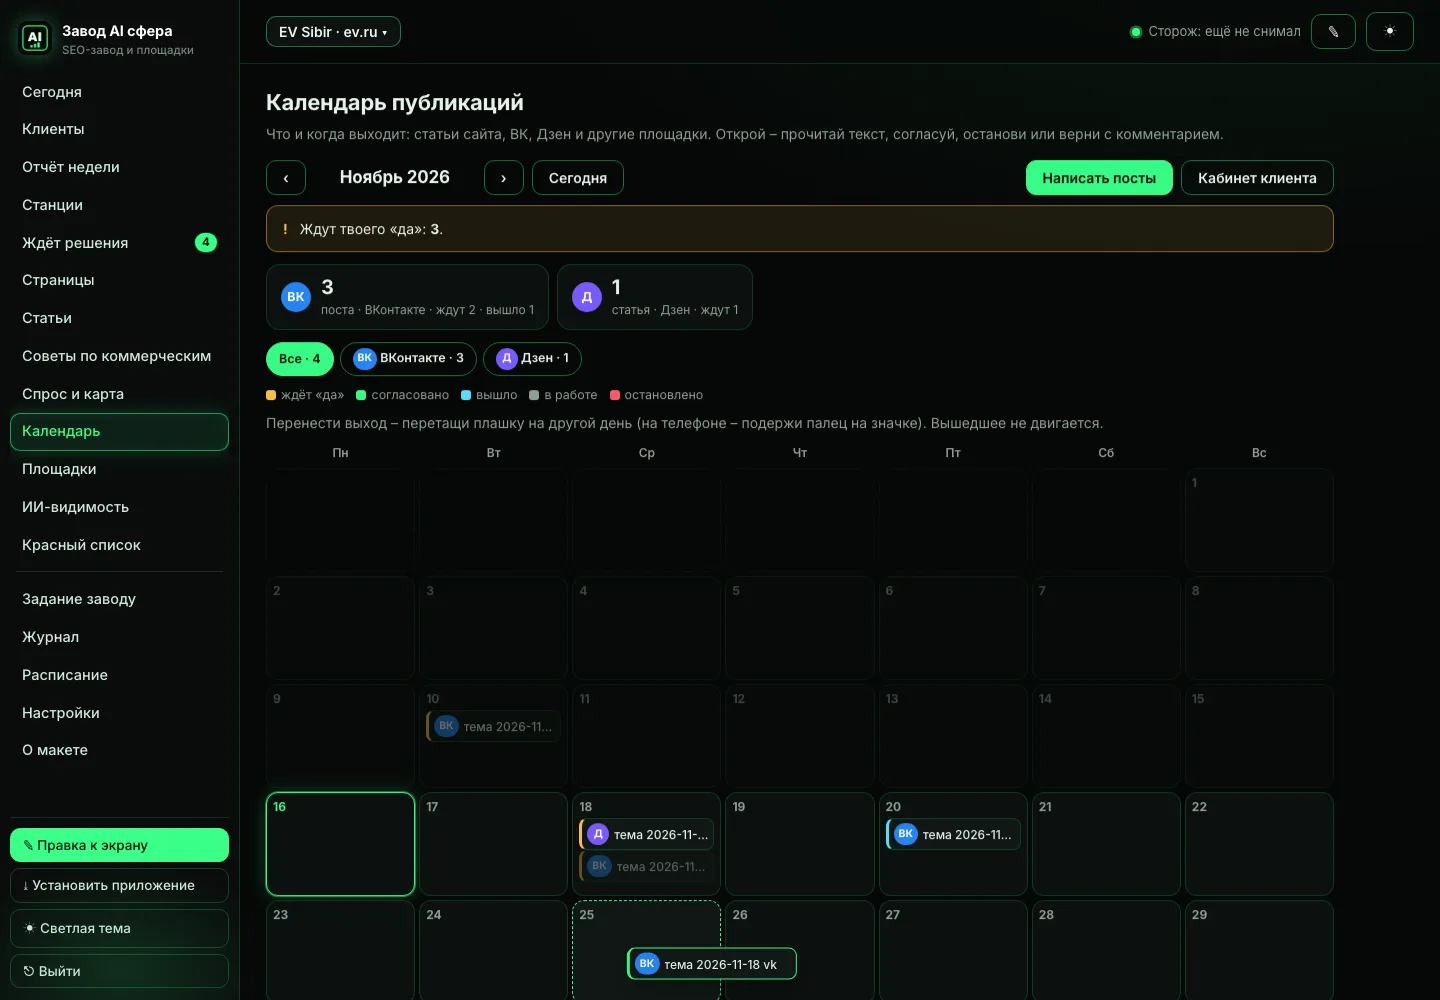 AI
Завод AI сфера
SEO-завод и площадки
EV Sibir · ev.ru ▾
Сторож: ещё не снимал
Сегодня
Клиенты
Отчёт недели
Станции
Ждёт решения 4
Страницы
Статьи
Советы по коммерческим
Спрос и карта
Календарь
Площадки
ИИ-видимость
Красный список
Задание заводу
Журнал
Расписание
Настройки
О макете
✎ Правка к экрану
↓ Установить приложение
☀ Светлая тема
⎋ Выйти
Календарь публикаций
Что и когда выходит: статьи сайта, ВК, Дзен и другие площадки. Открой – прочитай текст, согласуй, останови или верни с комментарием.
‹ Ноябрь 2026 › Сегодня Написать посты Кабинет клиента
! Ждут твоего «да»: 3.
ВК 3
поста · ВКонтакте · ждут 2 · вышло 1
Д 1
статья · Дзен · ждут 1
Все · 4 ВК ВКонтакте · 3 Д Дзен · 1
ждёт «да» согласовано вышло в работе остановлено
Перенести выход – перетащи плашку на другой день (на телефоне – подержи палец на значке). Вышедшее не двигается.
Пн Вт Ср Чт Пт Сб Вс
1
2 3 4 5 6 7 8
9 10 11 12 13 14 15
ВК тема 2026-11...
16 17 18 19 20 21 22
Д тема 2026-11-... ВК тема 2026-11...
ВК тема 2026-11...
23 24 25 26 27 28 29
ВК тема 2026-11-18 vk